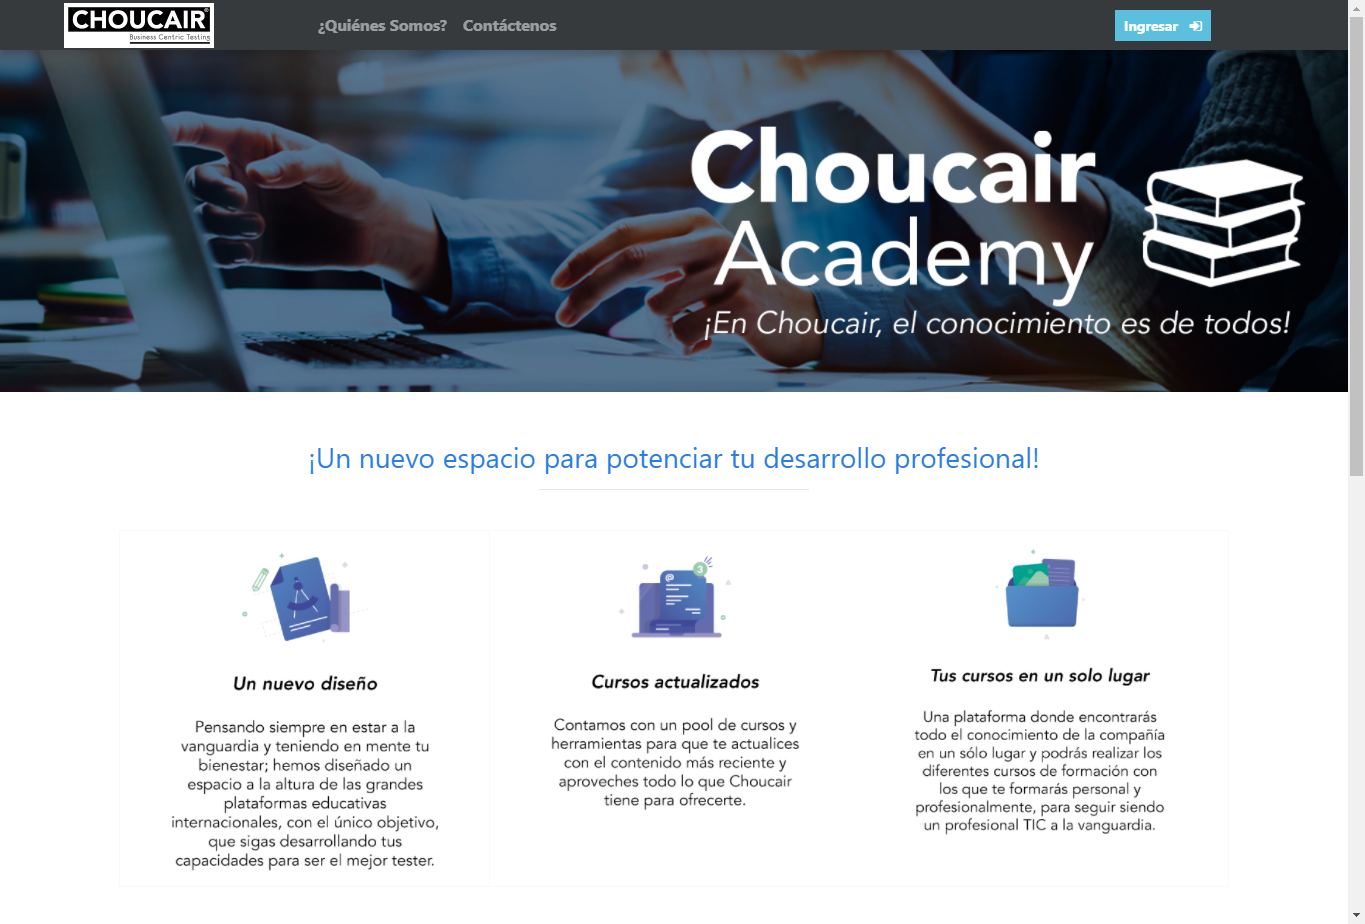 CHOUCAIR®
Business Centric Testing
¿Quiénes Somos? Contáctenos
Ingresar
Choucair
Academy
¡En Choucair, el conocimiento es de todos!
¡Un nuevo espacio para potenciar tu desarrollo profesional!
Un nuevo diseño
Pensando siempre en estar a la
vanguardia y teniendo en mente tu
bienestar; hemos diseñado un
espacio a la altura de las grandes
plataformas educativas
internacionales, con el único objetivo,
que sigas desarrollando tus
capacidades para ser el mejor tester.
@
3
Cursos actualizados
Contamos con un pool de cursos y
herramientas para que te actualices
con el contenido más reciente y
aproveches todo lo que Choucair
tiene para ofrecerte.
Tus cursos en un solo lugar
Una plataforma donde encontrarás
todo el conocimiento de la compañía
en un sólo lugar y podrás realizar los
diferentes cursos de formación con
los que te formarás personal y
profesionalmente, para seguir siendo
un profesional TIC a la vanguardia.